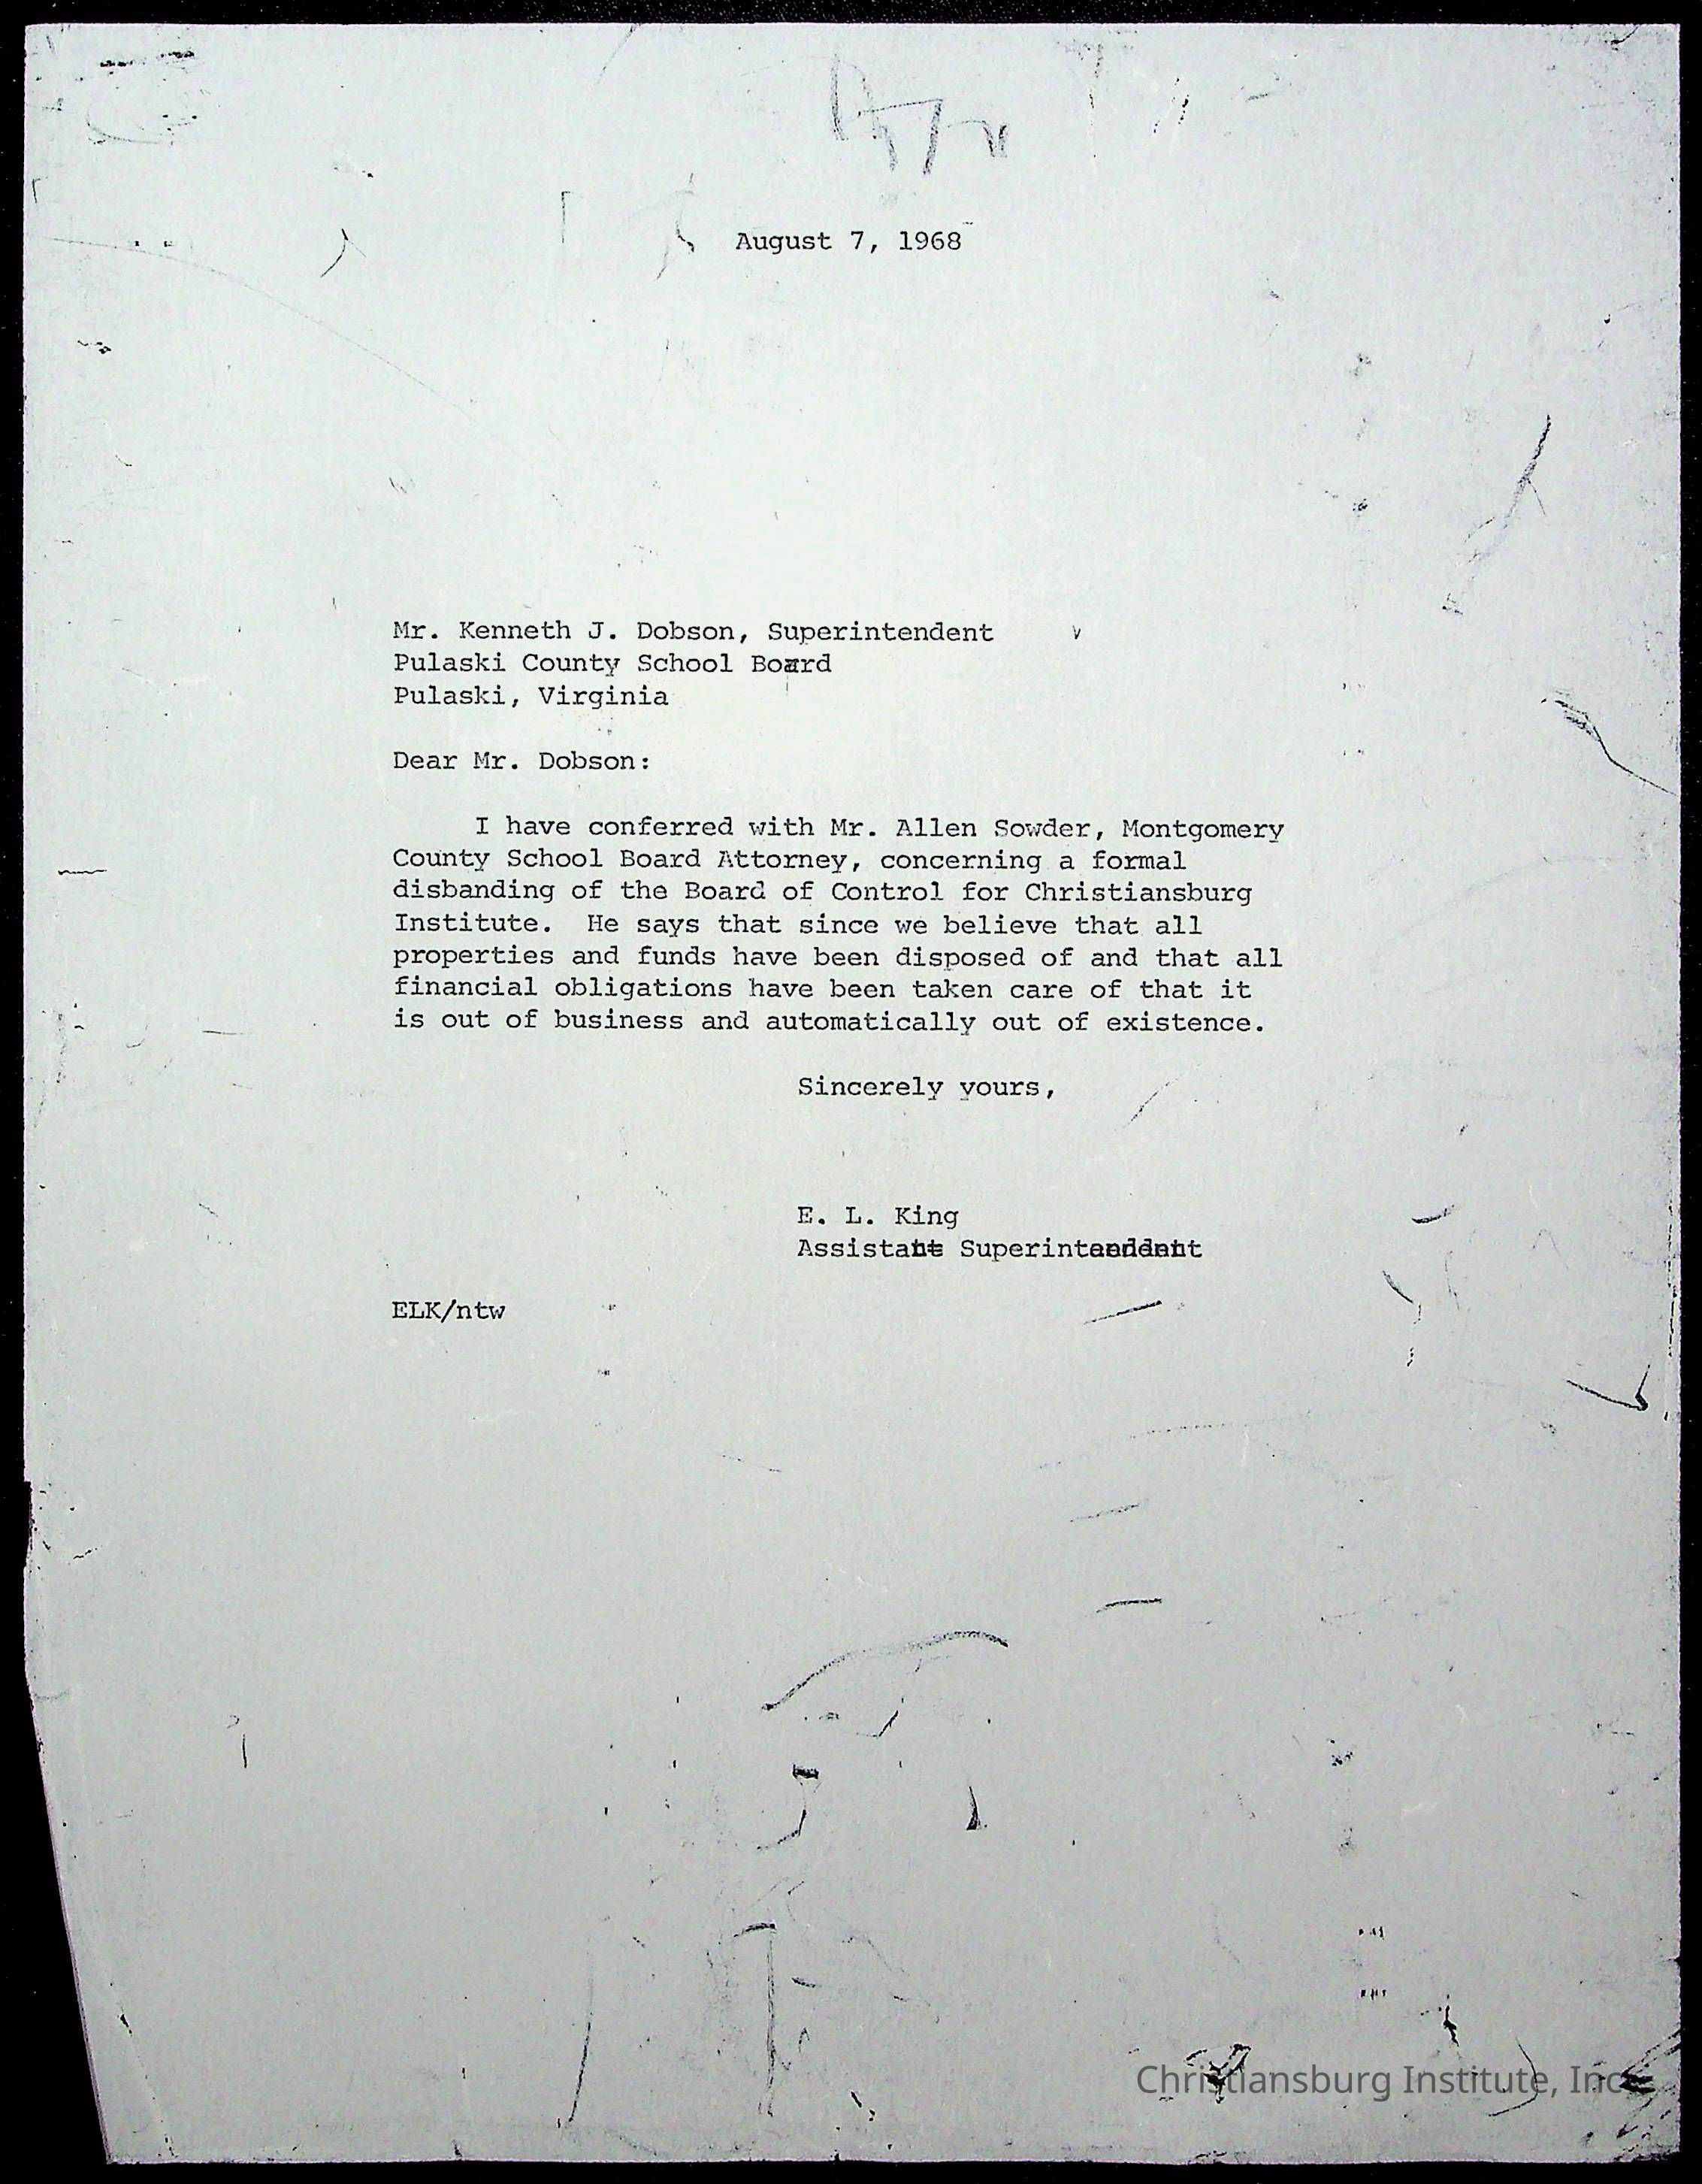 August 7, 1968
Mr. Kenneth J. Dobson, Superintendent
Pulaski County School Board
Pulaski, Virginia
Dear Mr. Dobson:
I have conferred with Mr. Allen Sowder, Montgomery
County School Board Attorney, concerning a formal
disbanding of the Board of Control for Christiansburg
Institute. He says that since we believe that all
properties and funds have been disposed of and that all
financial obligations have been taken care of that it
is out of business and automatically out of existence.
Sincerely yours,
E. L. King
Assistant Superintendent
ELK/ntw
Christiansburg Institute, Inc.